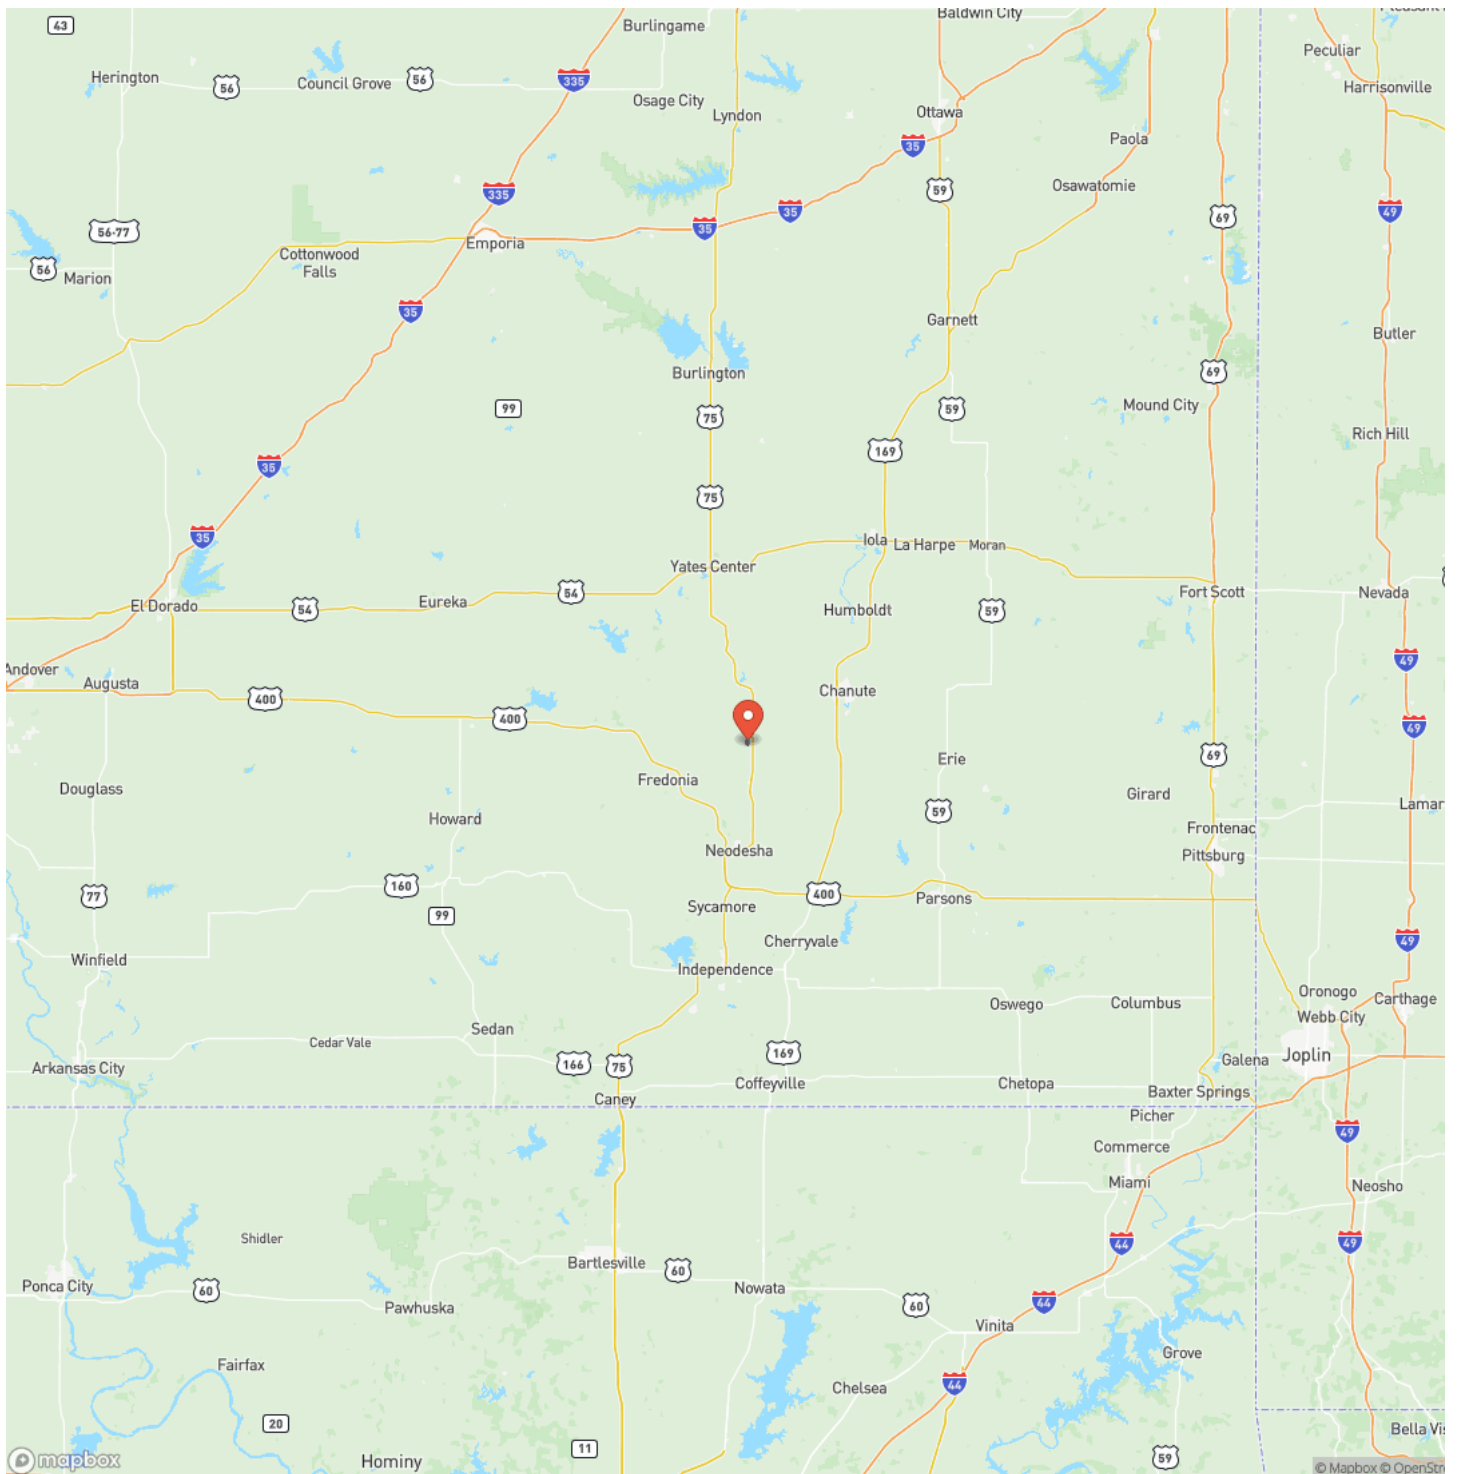 Baldwin City
43
Burlingame
Peculiar
Herington
56
Council Grove
56
335
Harrisonville
Osage City
Lyndon
Ottawa
35
Paola
Osawatomie
335
59
35
49
56-77
35
69
Emporia
Cottonwood
Falls
56
Marion
35
Garnett
Butler
Burlington
69
99
75
59
Mound City
Rich Hill
169
35
75
35
Iola
La Harpe
Moran
Yates Center
54
Fort Scott
Nevada
El Dorado
54
Eureka
Humboldt
59
49
Andover
Augusta
400
400
Chanute
49
69
Erie
Fredonia
Douglass
Girard
Lamar
Howard
59
Frontenac
Neodesha
Pittsburg
160
77
400
Parsons
Sycamore
99
Cherryvale
49
Winfield
Independence
Oswego
Columbus
Oronogo
Carthage
Webb City
Sedan
Cedar Vale
169
Joplin
Galena
166
75
Arkansas City
Coffeyville
Chetopa
Baxter Springs
Caney
Picher
49
Commerce
Miami
Neosho
Shidler
44
49
Bartlesville
60
Ponca City
60
Nowata
Pawhuska
60
44
Vinita
Grove
Fairfax
Chelsea
44
20
Bella Vis
11
59
mapbox
Hominy
© Mapbox © OpenStre